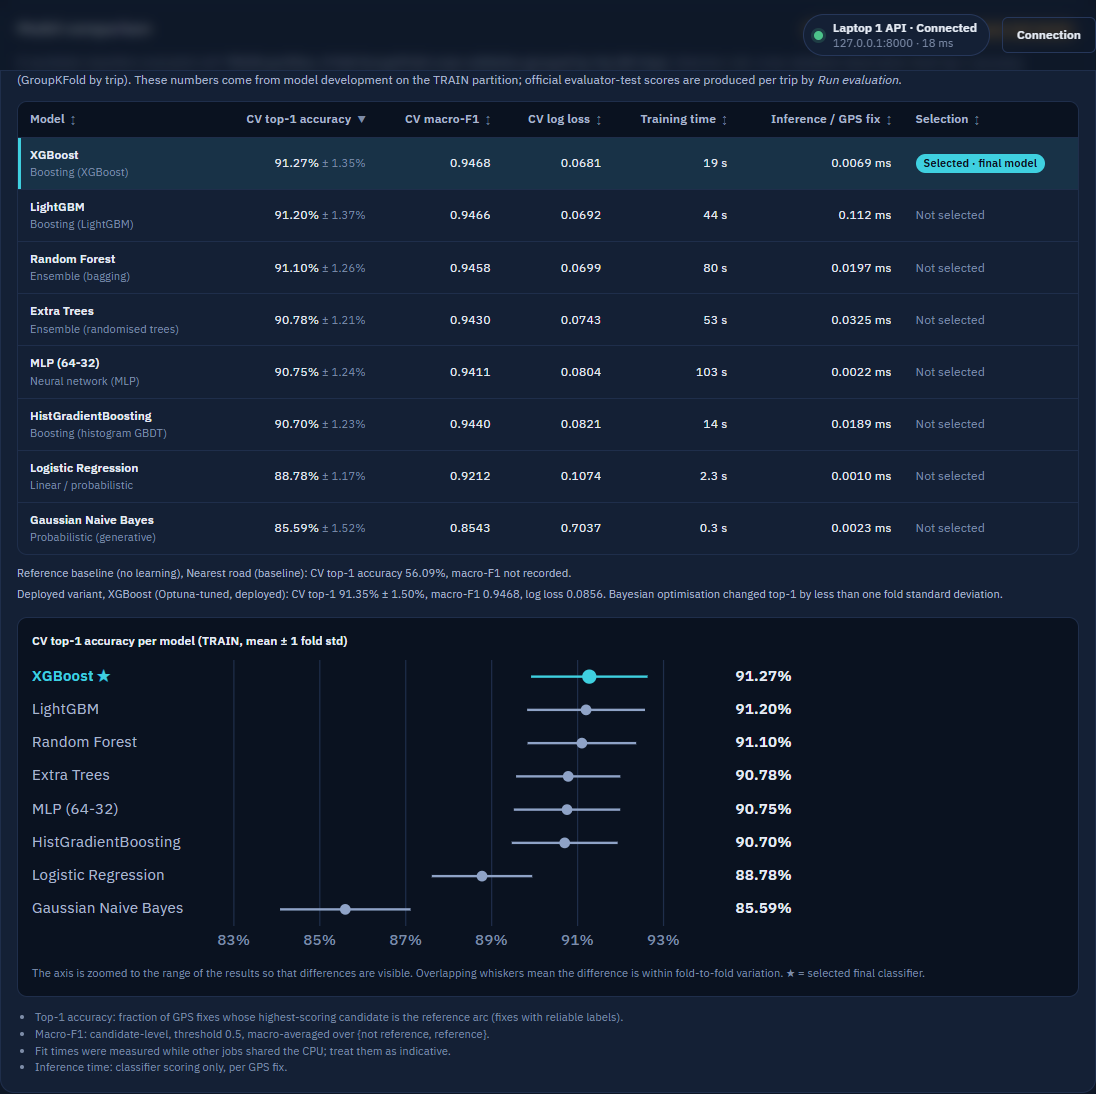 Laptop 1 API · Connected
127.0.0.1:8000 · 18 ms
Connection
(GroupKFold by trip). These numbers come from model development on the TRAIN partition; official evaluator-test scores are produced per trip by Run evaluation.
Model ↕ CV top-1 accuracy ▼ CV macro-F1 ↕ CV log loss ↕ Training time ↕ Inference / GPS fix ↕ Selection ↕
XGBoost
Boosting (XGBoost)
91.27% ± 1.35% 0.9468 0.0681 19 s 0.0069 ms Selected · final model
LightGBM
Boosting (LightGBM)
91.20% ± 1.37% 0.9466 0.0692 44 s 0.112 ms Not selected
Random Forest
Ensemble (bagging)
91.10% ± 1.26% 0.9458 0.0699 80 s 0.0197 ms Not selected
Extra Trees
Ensemble (randomised trees)
90.78% ± 1.21% 0.9430 0.0743 53 s 0.0325 ms Not selected
MLP (64-32)
Neural network (MLP)
90.75% ± 1.24% 0.9411 0.0804 103 s 0.0022 ms Not selected
HistGradientBoosting
Boosting (histogram GBDT)
90.70% ± 1.23% 0.9440 0.0821 14 s 0.0189 ms Not selected
Logistic Regression
Linear / probabilistic
88.78% ± 1.17% 0.9212 0.1074 2.3 s 0.0010 ms Not selected
Gaussian Naive Bayes
Probabilistic (generative)
85.59% ± 1.52% 0.8543 0.7037 0.3 s 0.0023 ms Not selected
Reference baseline (no learning), Nearest road (baseline): CV top-1 accuracy 56.09%, macro-F1 not recorded.
Deployed variant, XGBoost (Optuna-tuned, deployed): CV top-1 91.35% ± 1.50%, macro-F1 0.9468, log loss 0.0856. Bayesian optimisation changed top-1 by less than one fold standard deviation.
CV top-1 accuracy per model (TRAIN, mean ± 1 fold std)
XGBoost ★ 91.27%
LightGBM 91.20%
Random Forest 91.10%
Extra Trees 90.78%
MLP (64-32) 90.75%
HistGradientBoosting 90.70%
Logistic Regression 88.78%
Gaussian Naive Bayes 85.59%
83% 85% 87% 89% 91% 93%
The axis is zoomed to the range of the results so that differences are visible. Overlapping whiskers mean the difference is within fold-to-fold variation. ★ = selected final classifier.
• Top-1 accuracy: fraction of GPS fixes whose highest-scoring candidate is the reference arc (fixes with reliable labels).
• Macro-F1: candidate-level, threshold 0.5, macro-averaged over {not reference, reference}.
• Fit times were measured while other jobs shared the CPU; treat them as indicative.
• Inference time: classifier scoring only, per GPS fix.